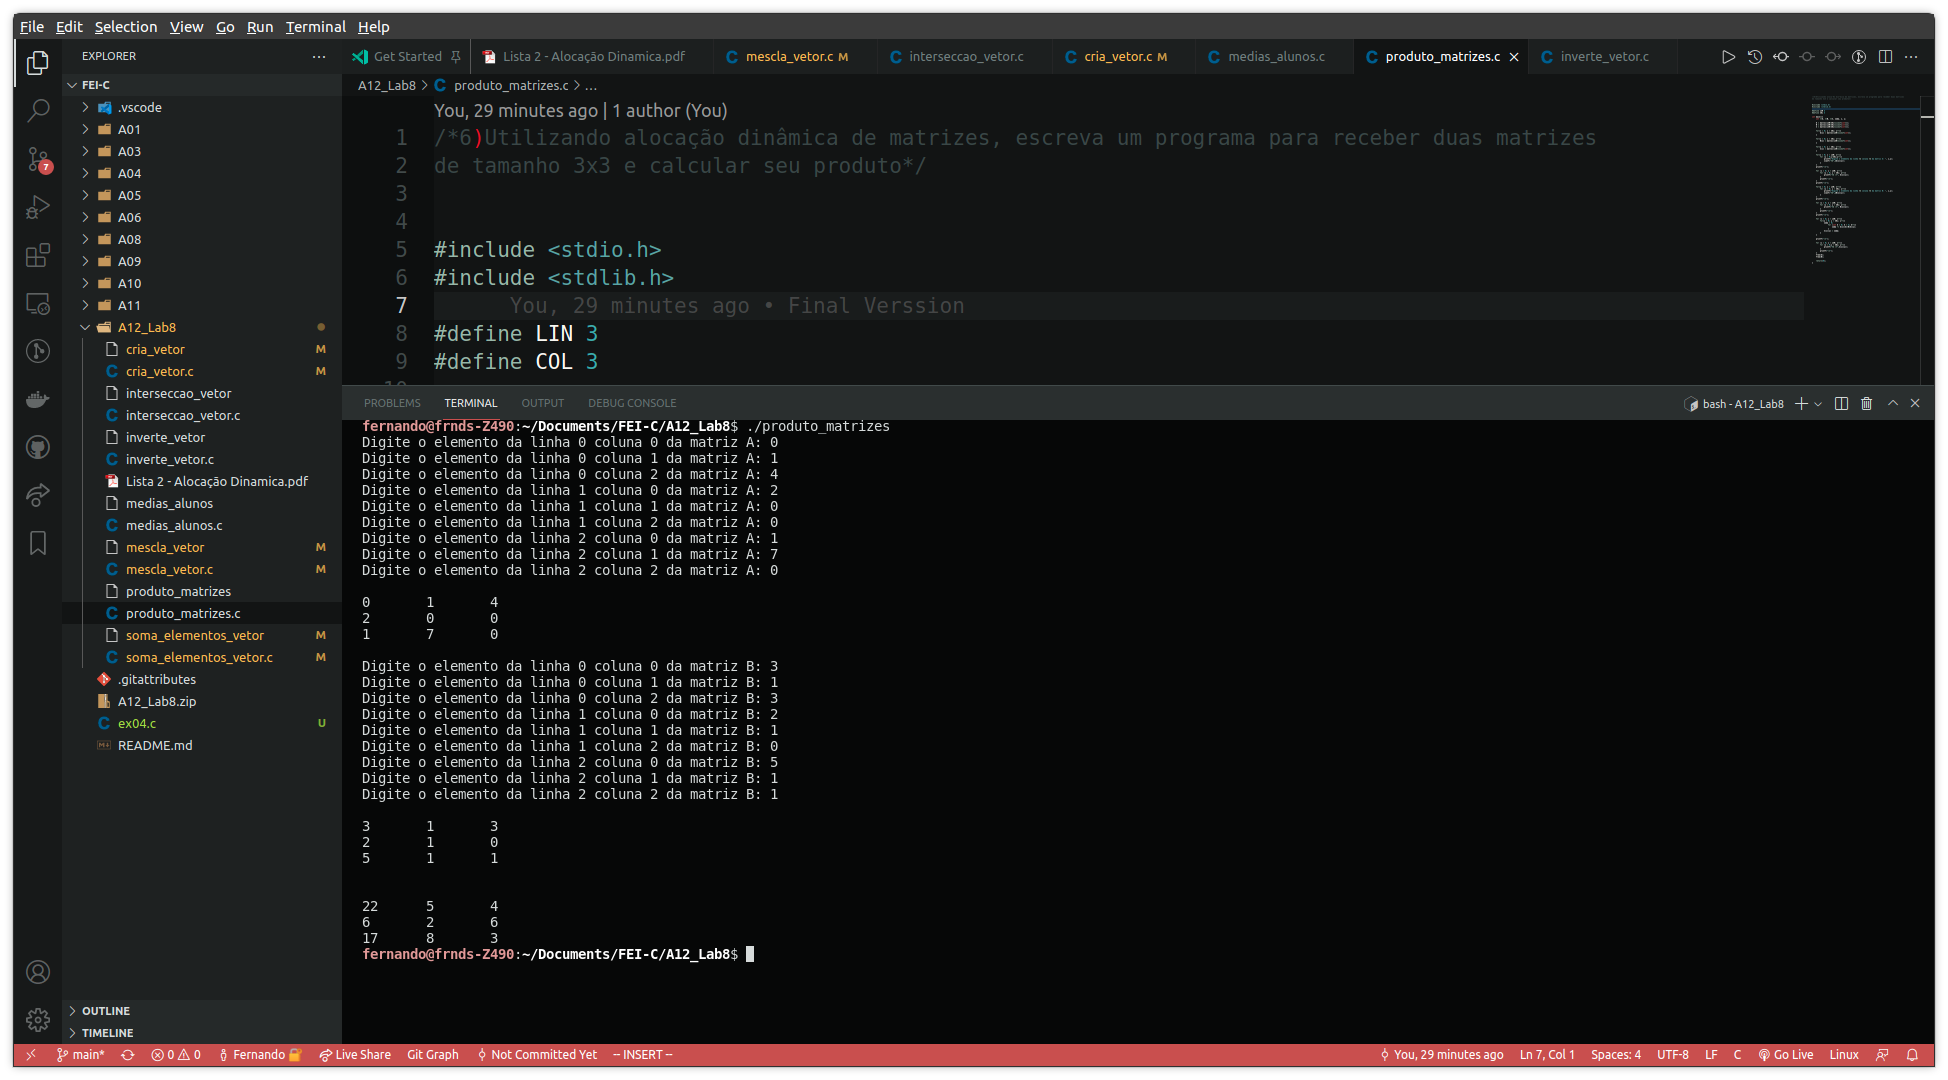 File Edit Selection View Go Run Terminal Help
EXPLORER
FEI-C
.vscode
A01
A03
A04
A05
A06
A08
A09
A10
A11
A12_Lab8
cria_vetor M
cria_vetor.c M
interseccao_vetor
interseccao_vetor.c
inverte_vetor
inverte_vetor.c
Lista 2 - Alocação Dinamica.pdf
medias_alunos
medias_alunos.c
mescla_vetor M
mescla_vetor.c M
produto_matrizes
produto_matrizes.c
soma_elementos_vetor M
soma_elementos_vetor.c M
.gitattributes
A12_Lab8.zip
ex04.c U
README.md
OUTLINE
TIMELINE
7
Get Started Lista 2 - Alocação Dinamica.pdf mescla_vetor.c M interseccao_vetor.c cria_vetor.c M medias_alunos.c produto_matrizes.c inverte_vetor.c
A12_Lab8 > C produto_matrizes.c > ...
You, 29 minutes ago | 1 author (You)
1 /*6)Utilizando alocação dinâmica de matrizes, escreva um programa para receber duas matrizes
2 de tamanho 3x3 e calcular seu produto*/
3
4
5 #include <stdio.h>
6 #include <stdlib.h>
7 You, 29 minutes ago • Final Verssion
8 #define LIN 3
9 #define COL 3
10
PROBLEMS TERMINAL OUTPUT DEBUG CONSOLE bash - A12_Lab8
fernando@frnds-Z490:~/Documents/FEI-C/A12_Lab8$ ./produto_matrizes
Digite o elemento da linha 0 coluna 0 da matriz A: 0
Digite o elemento da linha 0 coluna 1 da matriz A: 1
Digite o elemento da linha 0 coluna 2 da matriz A: 4
Digite o elemento da linha 1 coluna 0 da matriz A: 2
Digite o elemento da linha 1 coluna 1 da matriz A: 0
Digite o elemento da linha 1 coluna 2 da matriz A: 0
Digite o elemento da linha 2 coluna 0 da matriz A: 1
Digite o elemento da linha 2 coluna 1 da matriz A: 7
Digite o elemento da linha 2 coluna 2 da matriz A: 0
0 1 4
2 0 0
1 7 0
Digite o elemento da linha 0 coluna 0 da matriz B: 3
Digite o elemento da linha 0 coluna 1 da matriz B: 1
Digite o elemento da linha 0 coluna 2 da matriz B: 3
Digite o elemento da linha 1 coluna 0 da matriz B: 2
Digite o elemento da linha 1 coluna 1 da matriz B: 1
Digite o elemento da linha 1 coluna 2 da matriz B: 0
Digite o elemento da linha 2 coluna 0 da matriz B: 5
Digite o elemento da linha 2 coluna 1 da matriz B: 1
Digite o elemento da linha 2 coluna 2 da matriz B: 1
3 1 3
2 1 0
5 1 1
22 5 4
6 2 6
17 8 3
fernando@frnds-Z490:~/Documents/FEI-C/A12_Lab8$
main* 0 0 Fernando Live Share Git Graph Not Committed Yet -- INSERT -- You, 29 minutes ago Ln 7, Col 1 Spaces: 4 UTF-8 LF C Go Live Linux